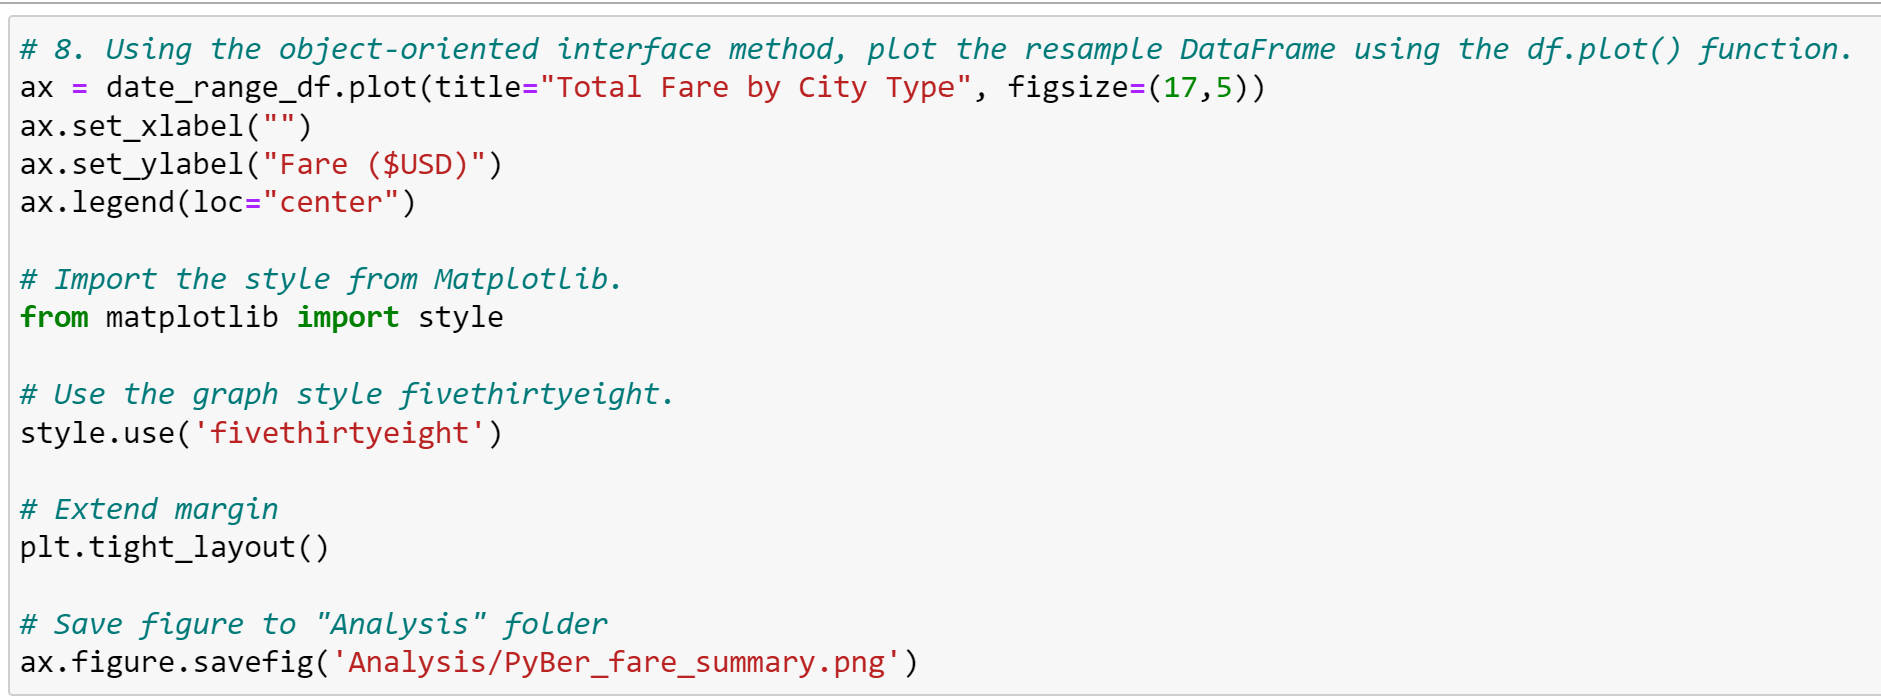 # 8. Using the object-oriented interface method, plot the resample DataFrame using the df.plot() function.
ax = date_range_df.plot(title="Total Fare by City Type", figsize=(17,5))
ax.set_xlabel("")
ax.set_ylabel("Fare ($USD)")
ax.legend(loc="center")
# Import the style from Matplotlib.
from matplotlib import style
# Use the graph style fivethirtyeight.
style.use('fivethirtyeight')
# Extend margin
plt.tight_layout()
# Save figure to "Analysis" folder
ax.figure.savefig('Analysis/PyBer_fare_summary.png')